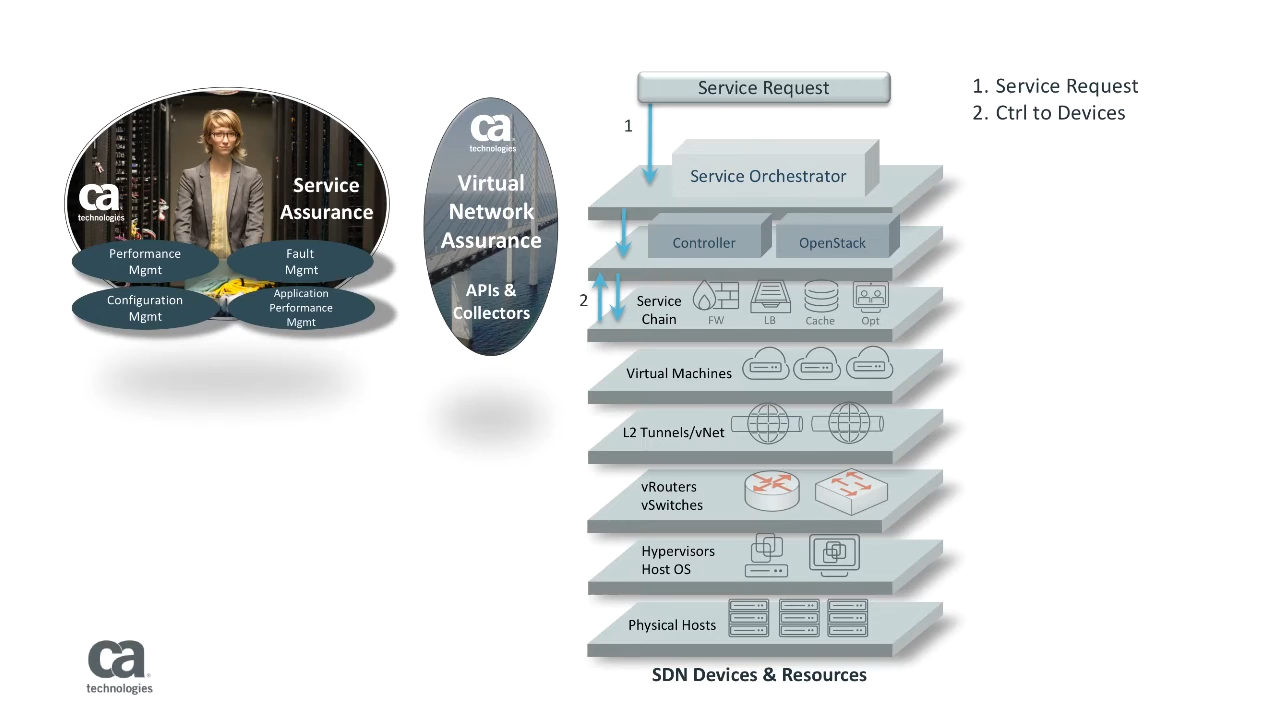 ca
technologies
Service
Assurance
Performance
Mgmt
Fault
Mgmt
Configuration
Mgmt
Application
Performance
Mgmt
ca
technologies
Virtual
Network
Assurance
APIs &
Collectors
Service Request
1
Service Orchestrator
Controller
OpenStack
2
Service
Chain
FW
LB
Cache
Opt
Virtual Machines
L2 Tunnels/vNet
vRouters
vSwitches
Hypervisors
Host OS
Physical Hosts
SDN Devices & Resources
1. Service Request
2. Ctrl to Devices
ca
technologies